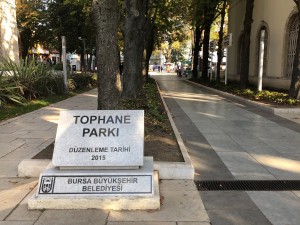 TOPHANE
PARKI
DÜZENLEME TARİHİ
2015
BURSA BÜYÜKŞEHİR
BELEDİYESİ